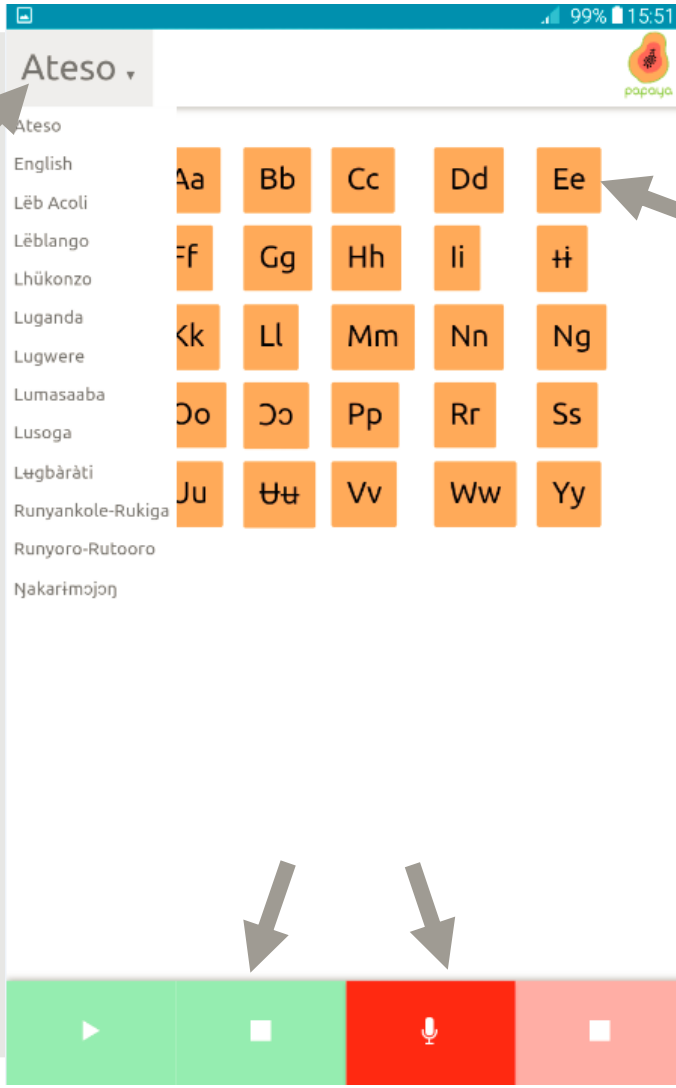 99% 15:51
Ateso
papaya
Ateso
English
Lëb Acoli
Lëblango
Lhükonzo
Luganda
Lugwere
Lumasaaba
Lusoga
Lʉgbàràti
Runyankole-Rukiga
Runyoro-Rutooro
Ŋakarɨmɔjɔŋ
Aa Bb Cc Dd Ee
Ff Gg Hh Ii Ɨɨ
Kk Ll Mm Nn Ng
Oo Ɔɔ Pp Rr Ss
Uu Ʉʉ Vv Ww Yy